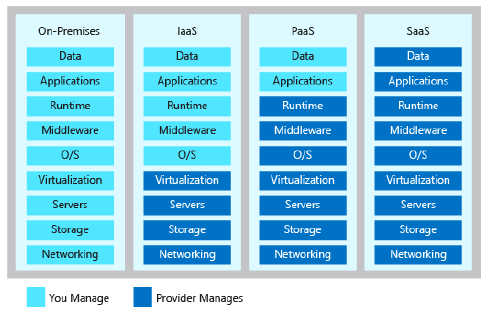 On-Premises IaaS PaaS SaaS
Data Data Data Data
Applications Applications Applications Applications
Runtime Runtime Runtime Runtime
Middleware Middleware Middleware Middleware
O/S O/S O/S O/S
Virtualization Virtualization Virtualization Virtualization
Servers Servers Servers Servers
Storage Storage Storage Storage
Networking Networking Networking Networking
You Manage Provider Manages